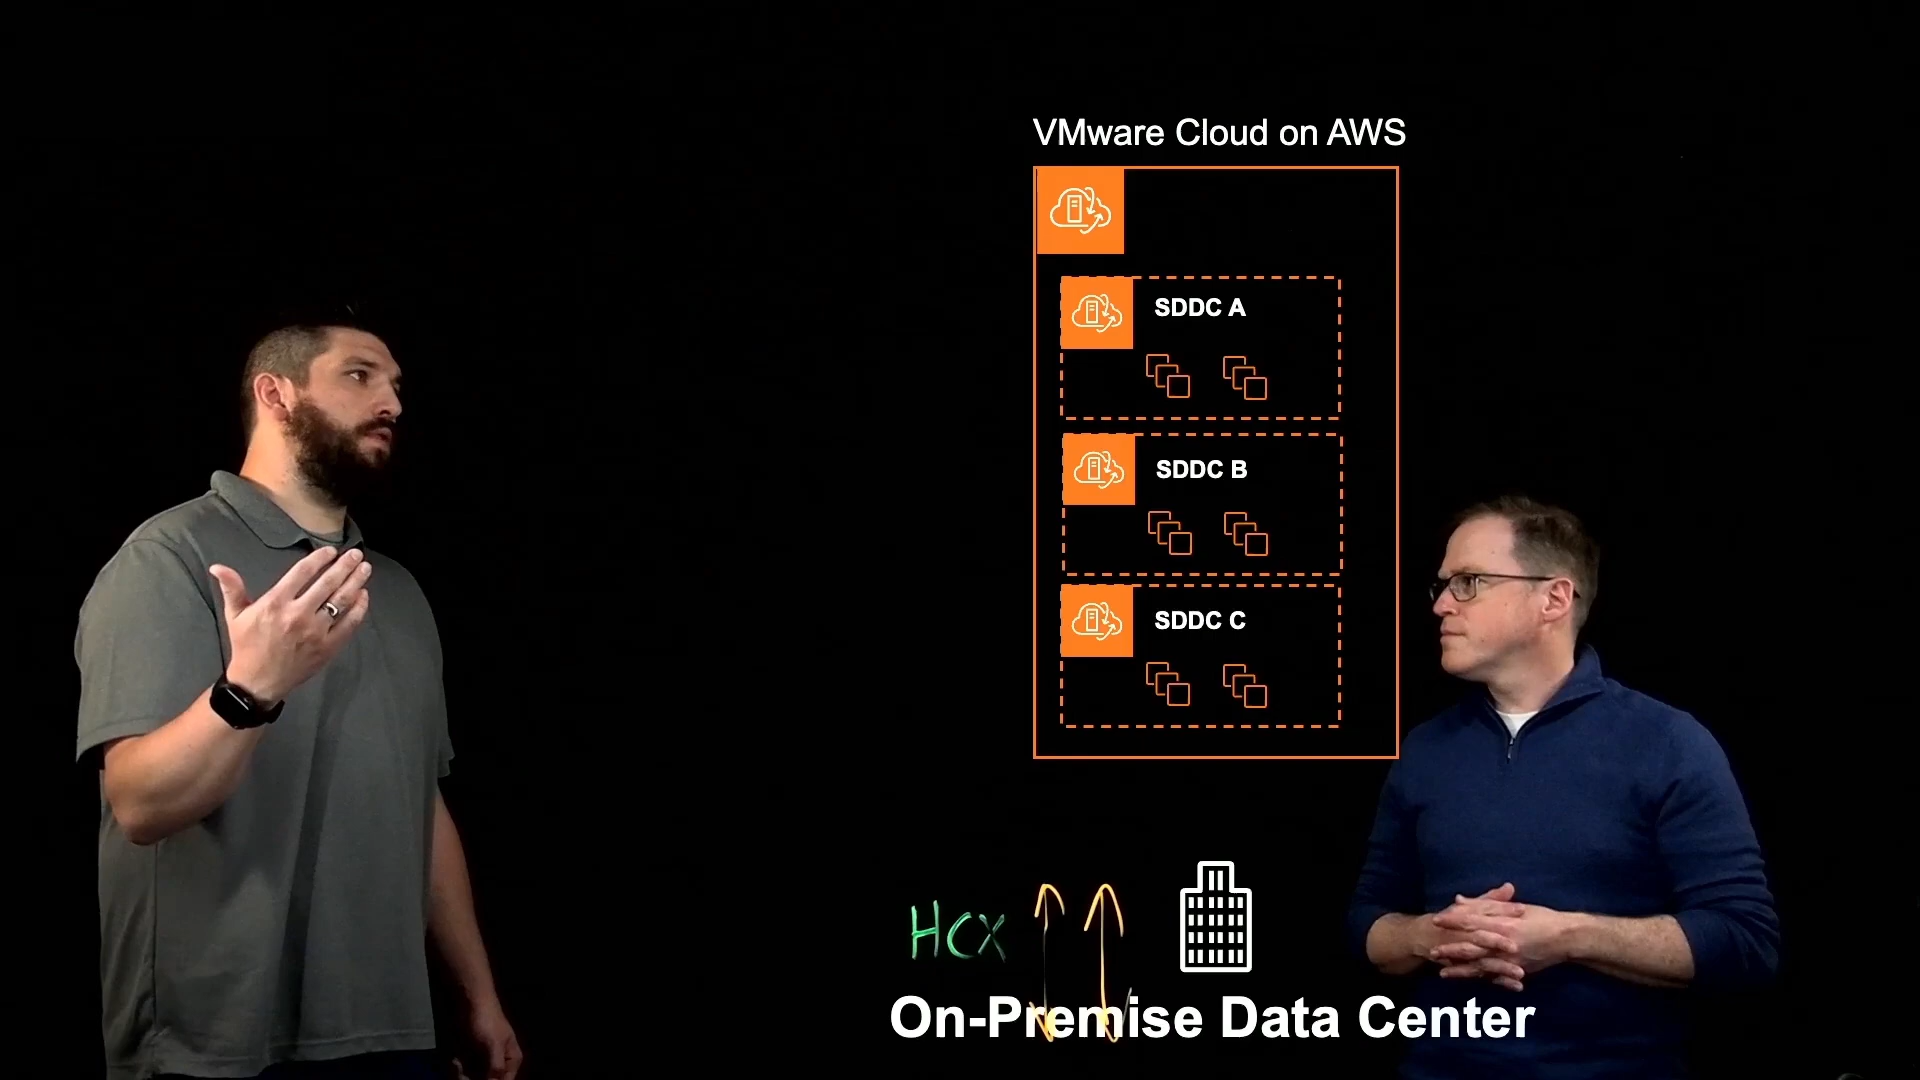 VMware Cloud on AWS
SDDC A
SDDC B
SDDC C
HCX
On-Premise Data Center